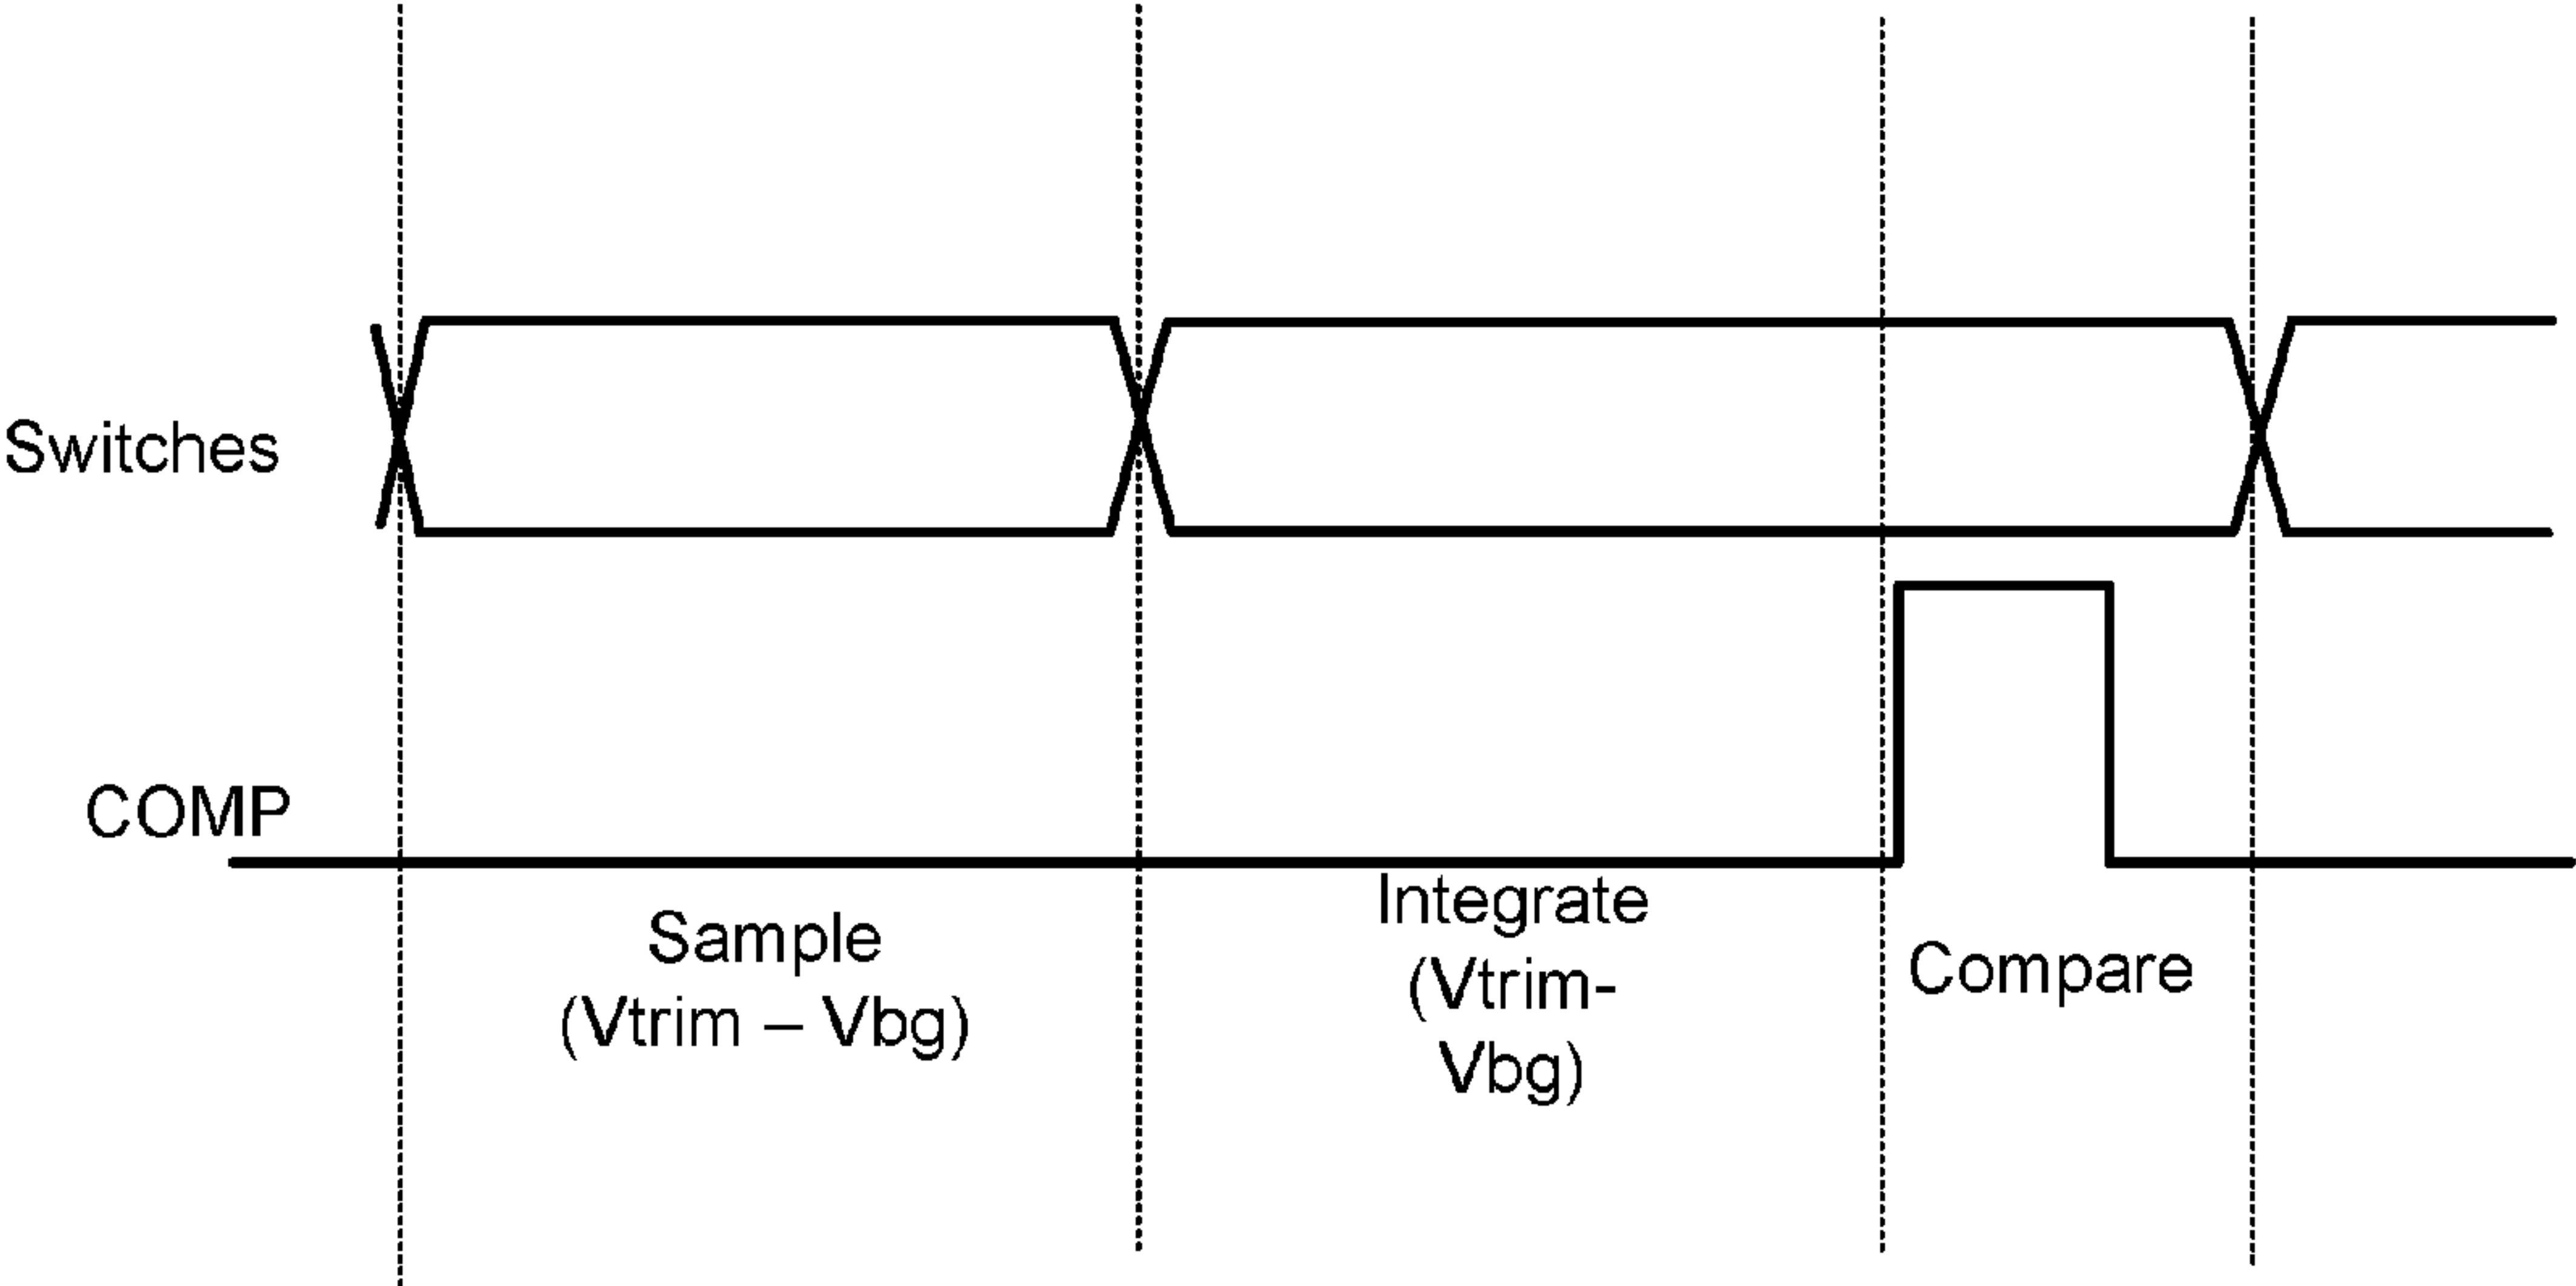 Switches
COMP
Sample
(Vtrim – Vbg)
Integrate
(Vtrim-
Vbg)
Compare